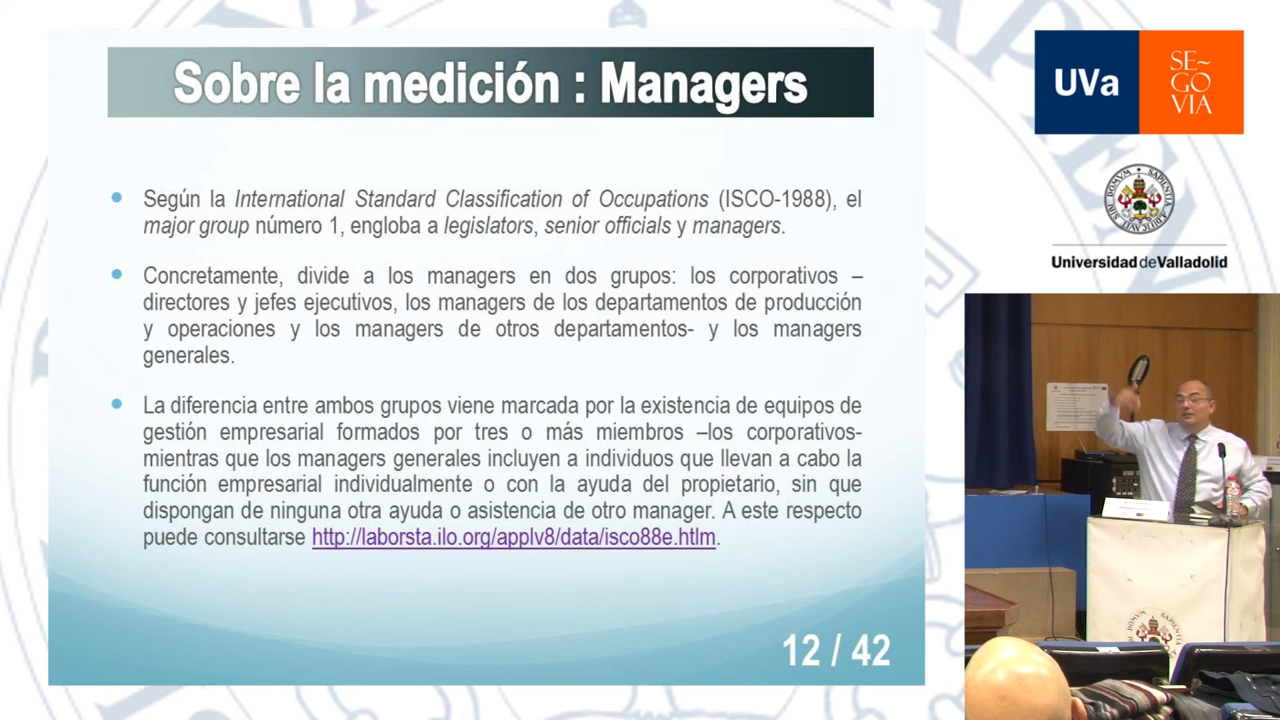 Sobre la medición : Managers
Según la International Standard Classification of Occupations (ISCO-1988), el
major group número 1, engloba a legislators, senior officials y managers.
Concretamente, divide a los managers en dos grupos: los corporativos –
directores y jefes ejecutivos, los managers de los departamentos de producción
y operaciones y los managers de otros departamentos- y los managers
generales.
La diferencia entre ambos grupos viene marcada por la existencia de equipos de
gestión empresarial formados por tres o más miembros –los corporativos-
mientras que los managers generales incluyen a individuos que llevan a cabo la
función empresarial individualmente o con la ayuda del propietario, sin que
dispongan de ninguna otra ayuda o asistencia de otro manager. A este respecto
puede consultarse http://laborsta.ilo.org/applv8/data/isco88e.htlm.
12 / 42
UVa
SE~
GO
VIA
Universidad de Valladolid